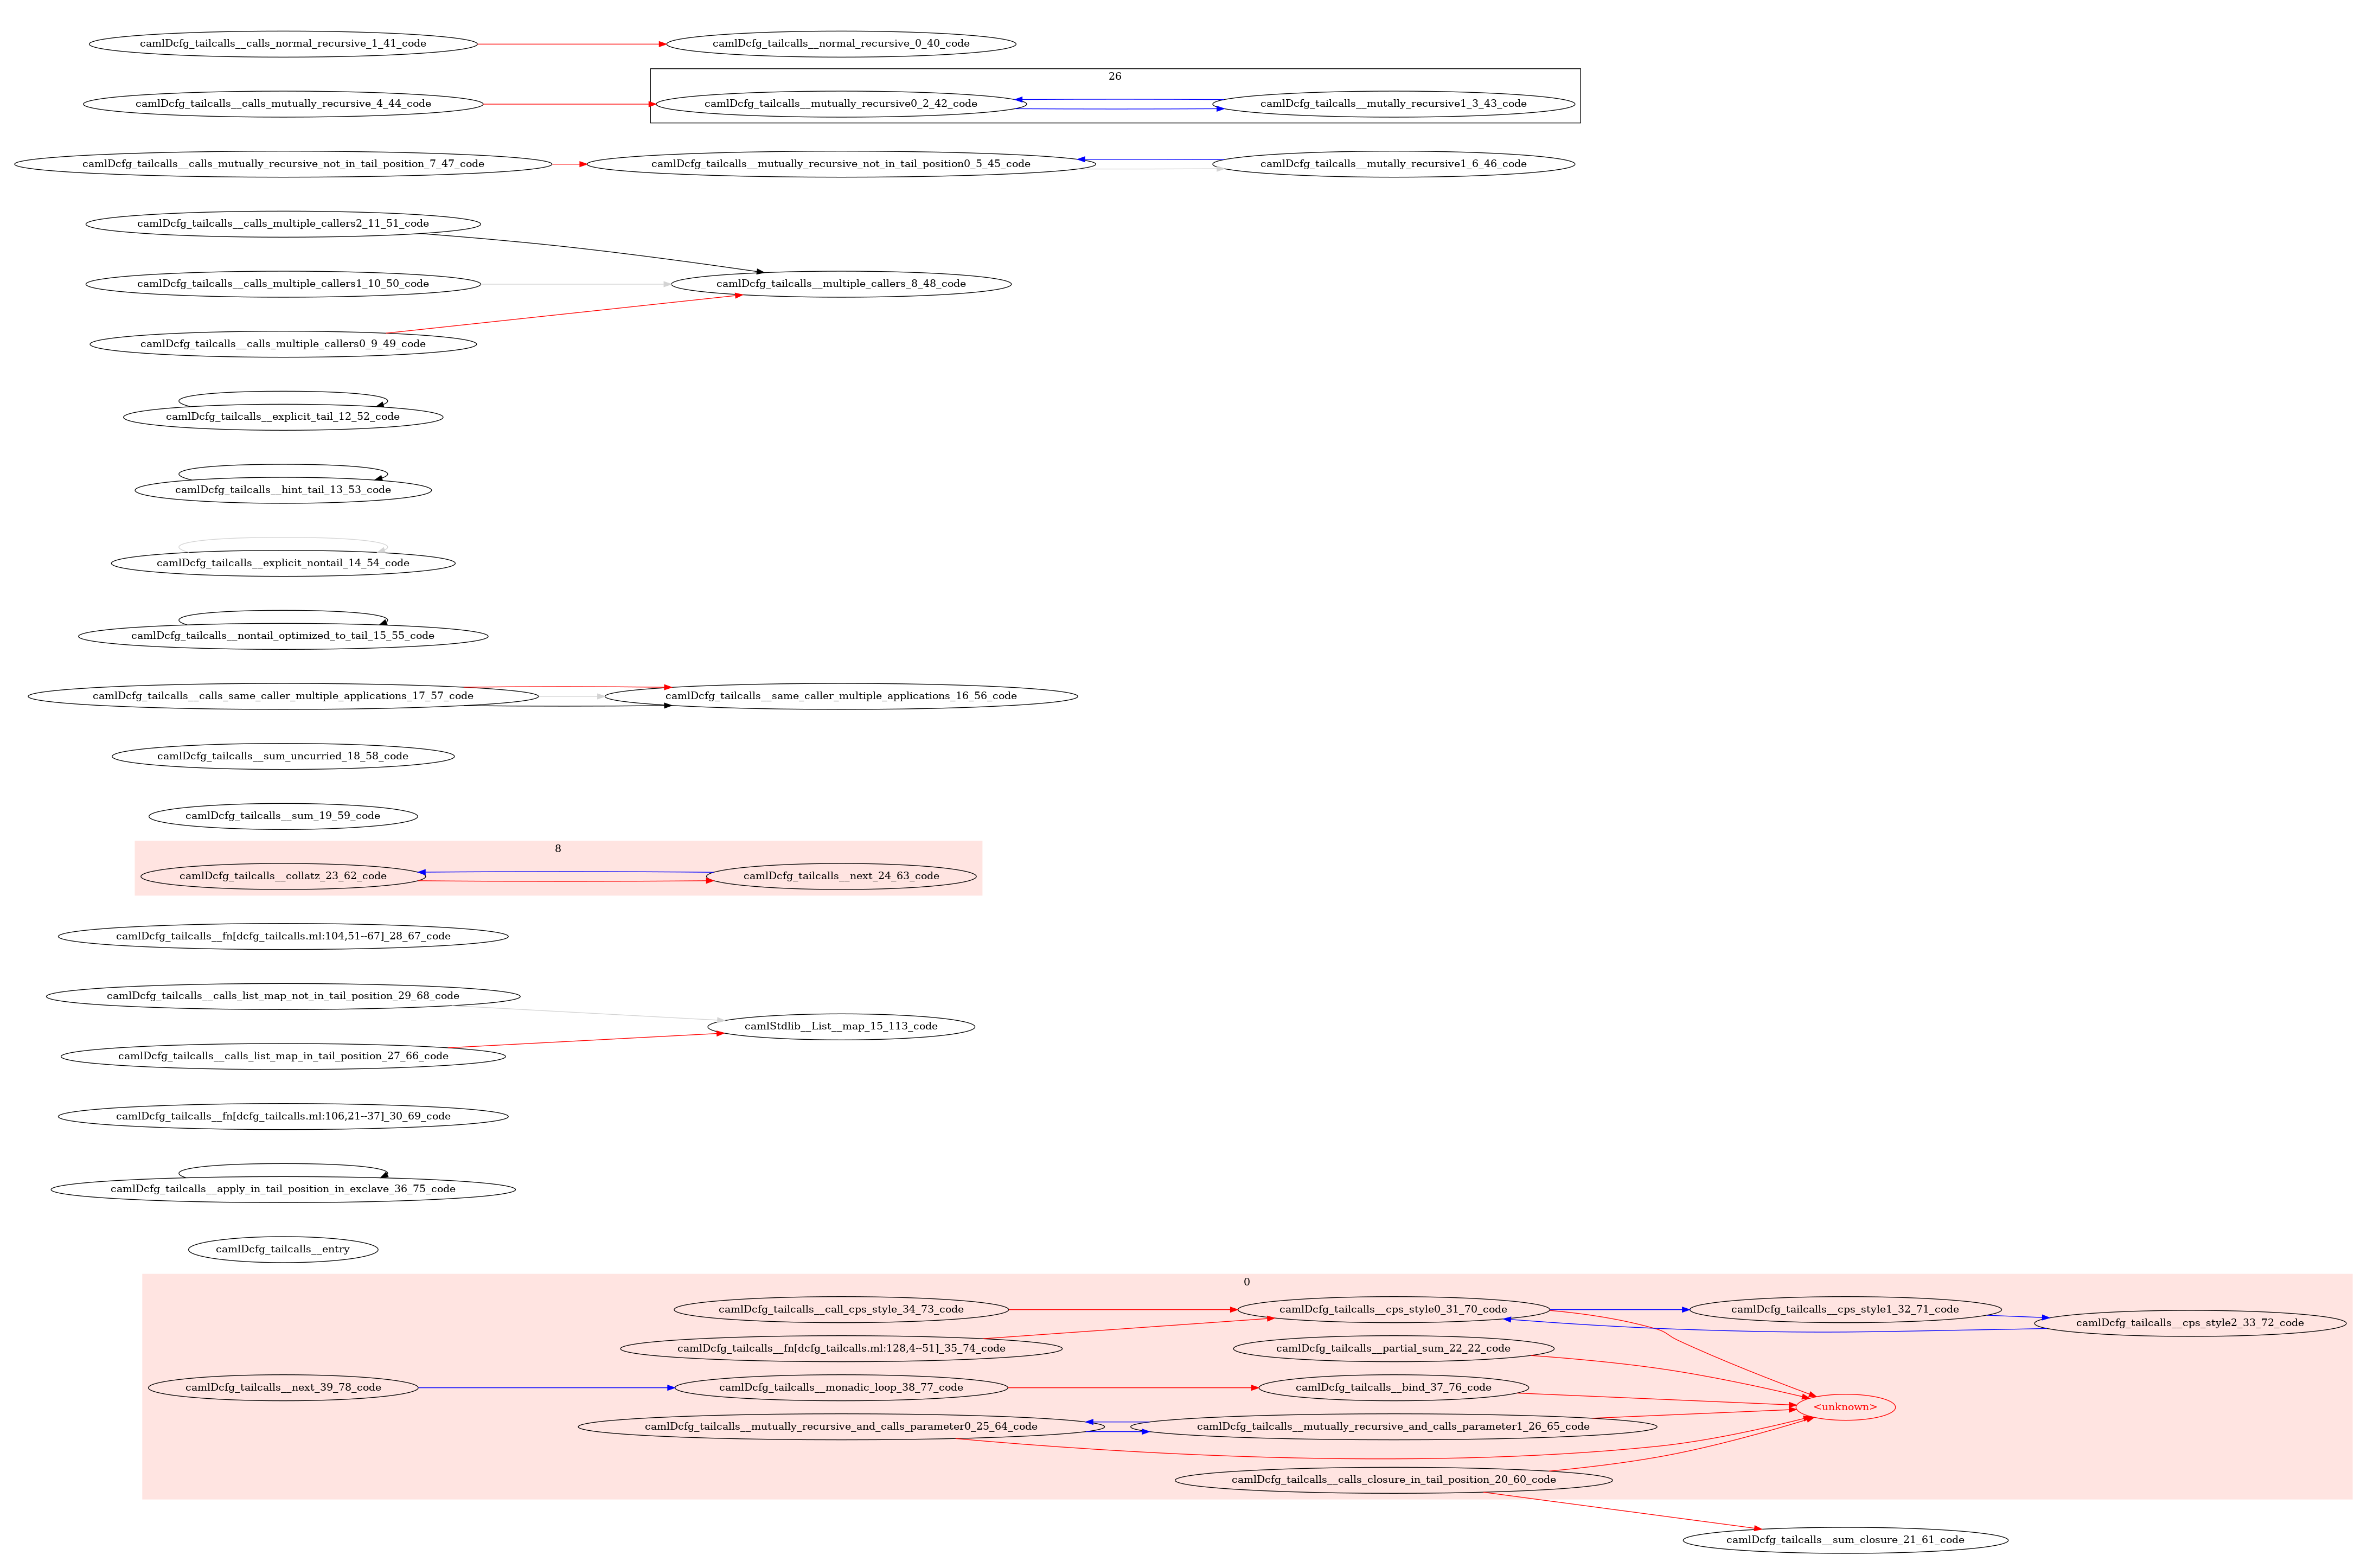 camlDcfg_tailcalls__calls_normal_recursive_1_41_code
camlDcfg_tailcalls__normal_recursive_0_40_code
26
camlDcfg_tailcalls__calls_mutually_recursive_4_44_code
camlDcfg_tailcalls__mutually_recursive0_2_42_code
camlDcfg_tailcalls__mutally_recursive1_3_43_code
camlDcfg_tailcalls__calls_mutually_recursive_not_in_tail_position_7_47_code
camlDcfg_tailcalls__mutually_recursive_not_in_tail_position0_5_45_code
camlDcfg_tailcalls__mutally_recursive1_6_46_code
camlDcfg_tailcalls__calls_multiple_callers2_11_51_code
camlDcfg_tailcalls__calls_multiple_callers1_10_50_code
camlDcfg_tailcalls__multiple_callers_8_48_code
camlDcfg_tailcalls__calls_multiple_callers0_9_49_code
camlDcfg_tailcalls__explicit_tail_12_52_code
camlDcfg_tailcalls__hint_tail_13_53_code
camlDcfg_tailcalls__explicit_nontail_14_54_code
camlDcfg_tailcalls__nontail_optimized_to_tail_15_55_code
camlDcfg_tailcalls__calls_same_caller_multiple_applications_17_57_code
camlDcfg_tailcalls__same_caller_multiple_applications_16_56_code
camlDcfg_tailcalls__sum_uncurried_18_58_code
camlDcfg_tailcalls__sum_19_59_code
8
camlDcfg_tailcalls__collatz_23_62_code
camlDcfg_tailcalls__next_24_63_code
camlDcfg_tailcalls__fn[dcfg_tailcalls.ml:104,51--67]_28_67_code
camlDcfg_tailcalls__calls_list_map_not_in_tail_position_29_68_code
camlStdlib__List__map_15_113_code
camlDcfg_tailcalls__calls_list_map_in_tail_position_27_66_code
camlDcfg_tailcalls__fn[dcfg_tailcalls.ml:106,21--37]_30_69_code
camlDcfg_tailcalls__apply_in_tail_position_in_exclave_36_75_code
camlDcfg_tailcalls__entry
0
camlDcfg_tailcalls__call_cps_style_34_73_code
camlDcfg_tailcalls__cps_style0_31_70_code
camlDcfg_tailcalls__cps_style1_32_71_code
camlDcfg_tailcalls__cps_style2_33_72_code
camlDcfg_tailcalls__fn[dcfg_tailcalls.ml:128,4--51]_35_74_code
camlDcfg_tailcalls__partial_sum_22_22_code
camlDcfg_tailcalls__next_39_78_code
camlDcfg_tailcalls__monadic_loop_38_77_code
camlDcfg_tailcalls__bind_37_76_code
<unknown>
camlDcfg_tailcalls__mutually_recursive_and_calls_parameter0_25_64_code
camlDcfg_tailcalls__mutually_recursive_and_calls_parameter1_26_65_code
camlDcfg_tailcalls__calls_closure_in_tail_position_20_60_code
camlDcfg_tailcalls__sum_closure_21_61_code